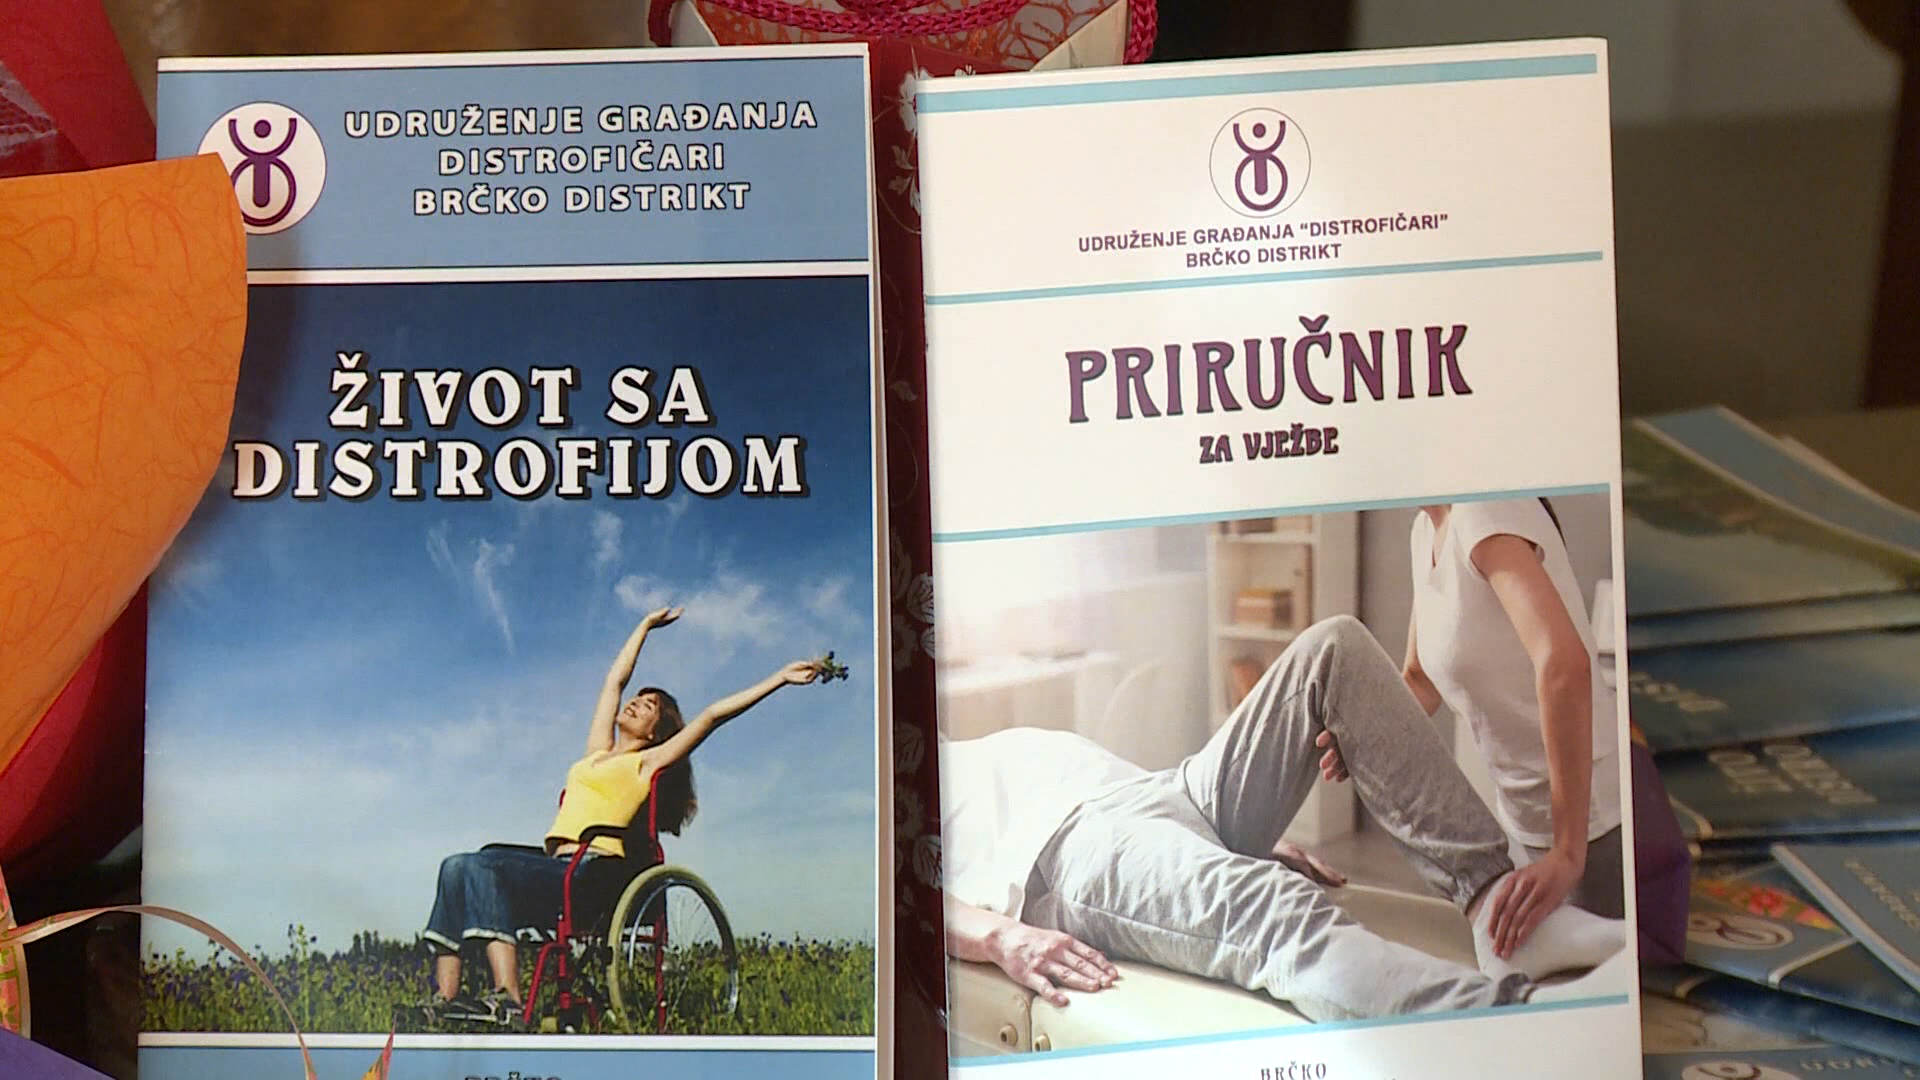 UDRUŽENJE GRAĐANJA
DISTROFIČARI
BRČKO DISTRIKT
ŽIVOT SA
DISTROFIJOM
UDRUŽENJE GRAĐANJA “DISTROFIČARI”
BRČKO DISTRIKT
PRIRUČNIK
ZA VJEŽBE
BRČKO